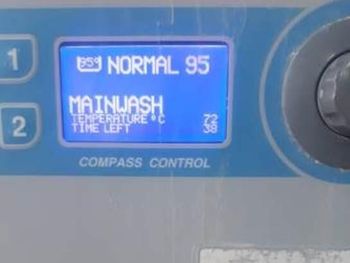 1
95° NORMAL 95
MAINWASH
TEMPERATURE °C 72
2
TIME LEFT 38
COMPASS CONTROL